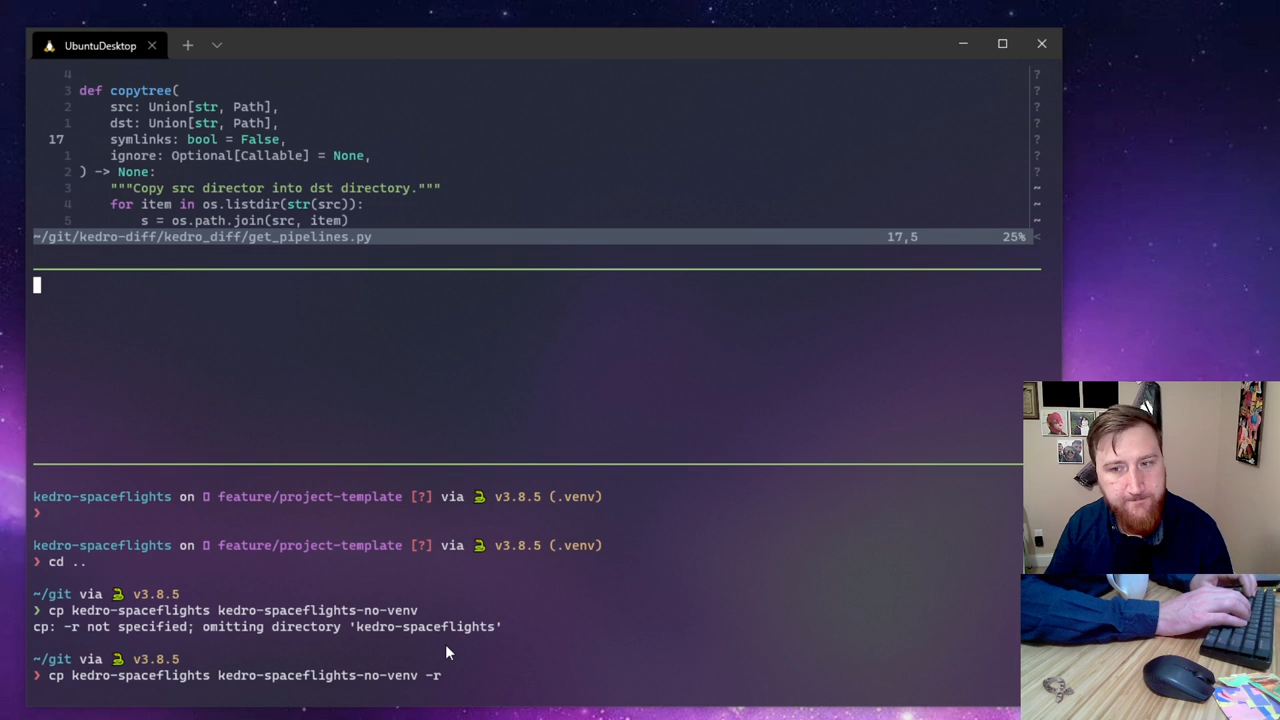 UbuntuDesktop
4
3 def copytree(
2 src: Union[str, Path],
1 dst: Union[str, Path],
17 symlinks: bool = False,
1 ignore: Optional[Callable] = None,
2 ) -> None:
3 """Copy src director into dst directory."""
4 for item in os.listdir(str(src)):
5 s = os.path.join(src, item)
~/git/kedro-diff/kedro_diff/get_pipelines.py 17,5 25% <
kedro-spaceflights on feature/project-template [?] via v3.8.5 (.venv)
❯
kedro-spaceflights on feature/project-template [?] via v3.8.5 (.venv)
❯ cd ..
~/git via v3.8.5
❯ cp kedro-spaceflights kedro-spaceflights-no-venv
cp: -r not specified; omitting directory 'kedro-spaceflights'
~/git via v3.8.5
❯ cp kedro-spaceflights kedro-spaceflights-no-venv -r